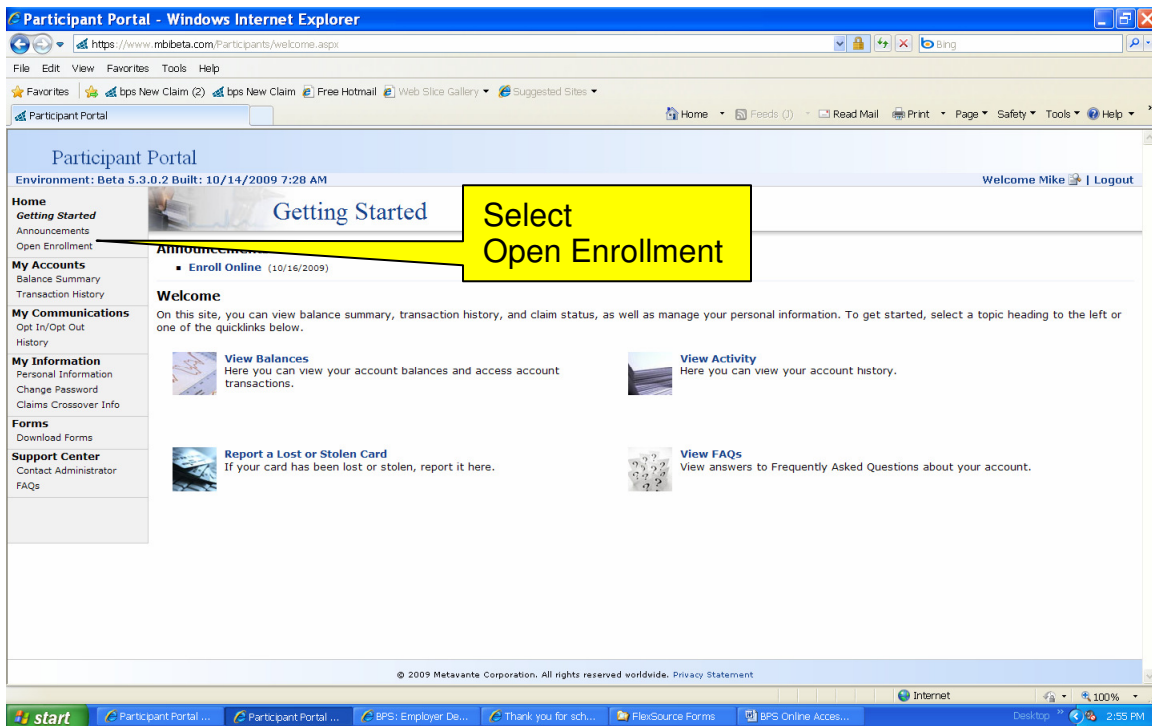 Participant Portal - Windows Internet Explorer
https://www.mbibeta.com/Participants/welcome.aspx
Bing
File Edit View Favorites Tools Help
Favorites bps New Claim (2) bps New Claim Free Hotmail Web Slice Gallery Suggested Sites
Participant Portal
Home Feeds (J) Read Mail Print Page Safety Tools Help
Participant Portal
Environment: Beta 5.3.0.2 Built: 10/14/2009 7:28 AM
Welcome Mike | Logout
Home
Getting Started
Announcements
Open Enrollment
My Accounts
Balance Summary
Transaction History
My Communications
Opt In/Opt Out
History
My Information
Personal Information
Change Password
Claims Crossover Info
Forms
Download Forms
Support Center
Contact Administrator
FAQs
Getting Started
Select
Open Enrollment
Enroll Online (10/16/2009)
Welcome
On this site, you can view balance summary, transaction history, and claim status, as well as manage your personal information. To get started, select a topic heading to the left or
one of the quicklinks below.
View Balances
Here you can view your account balances and access account
transactions.
View Activity
Here you can view your account history.
Report a Lost or Stolen Card
If your card has been lost or stolen, report it here.
View FAQs
View answers to Frequently Asked Questions about your account.
© 2009 Metavante Corporation. All rights reserved worldwide. Privacy Statement
Internet
100%
start
Participant Portal ...
Participant Portal ...
BPS: Employer De...
Thank you for sch...
FlexSource Forms
BPS Online Acces...
Desktop
2:55 PM